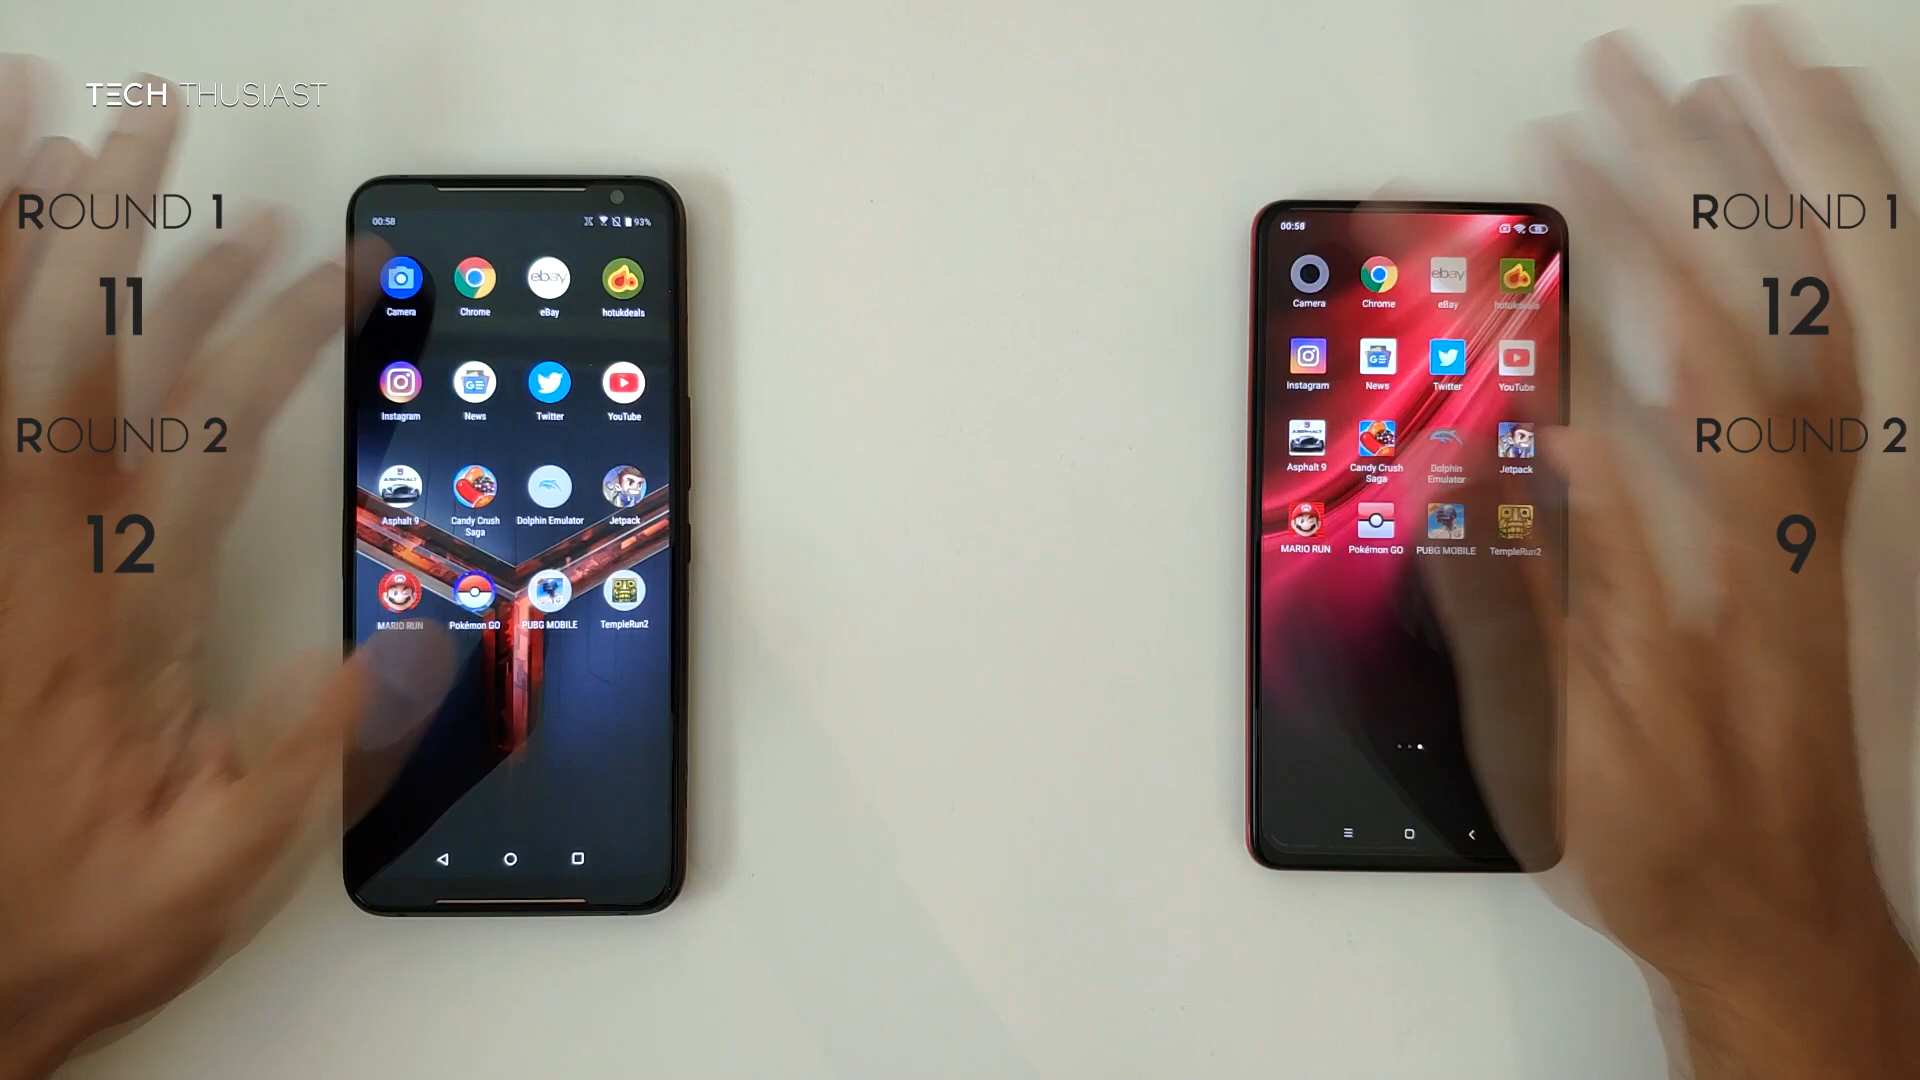 TECH THUSIAST
ROUND 1
11
ROUND 2
12
00:58
93%
Camera
Chrome
eBay
hotukdeals
Instagram
News
Twitter
YouTube
Asphalt 9
Candy Crush Saga
Dolphin Emulator
Jetpack
MARIO RUN
Pokémon GO
PUBG MOBILE
TempleRun2
00:58
Camera
Chrome
eBay
hotukdeals
Instagram
News
Twitter
YouTube
Asphalt 9
Candy Crush Saga
Dolphin Emulator
Jetpack
MARIO RUN
Pokémon GO
PUBG MOBILE
TempleRun2
ROUND 1
12
ROUND 2
9